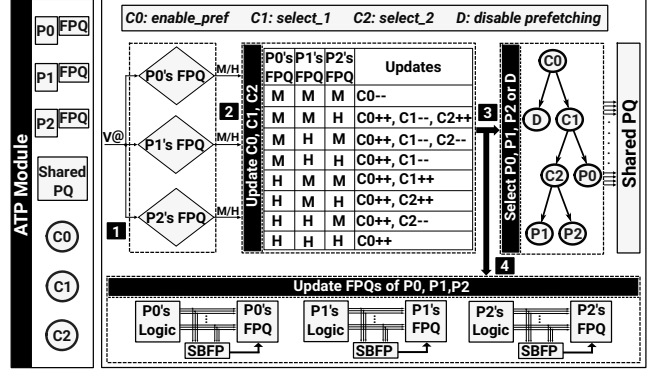 C0: enable_pref C1: select_1 C2: select_2 D: disable prefetching
ATP Module
P0 FPQ
P1 FPQ
P2 FPQ
Shared
PQ
C0
C1
C2
V@
1
P0's FPQ
P1's FPQ
P2's FPQ
M/H
M/H
M/H
2
Update C0, C1, C2
P0's P1's P2's Updates
FPQ FPQ FPQ
M M M C0--
M M H C0++, C1--, C2++
M H M C0++, C1--, C2--
M H H C0++, C1--
H M M C0++, C1++
H M H C0++, C2++
H H M C0++, C2--
H H H C0++
3
Select P0, P1, P2 or D
C0
D C1
C2 P0
P1 P2
Shared PQ
4
Update FPQs of P0, P1,P2
P0's P0's P1's P1's P2's P2's
Logic FPQ Logic FPQ Logic FPQ
SBFP SBFP SBFP